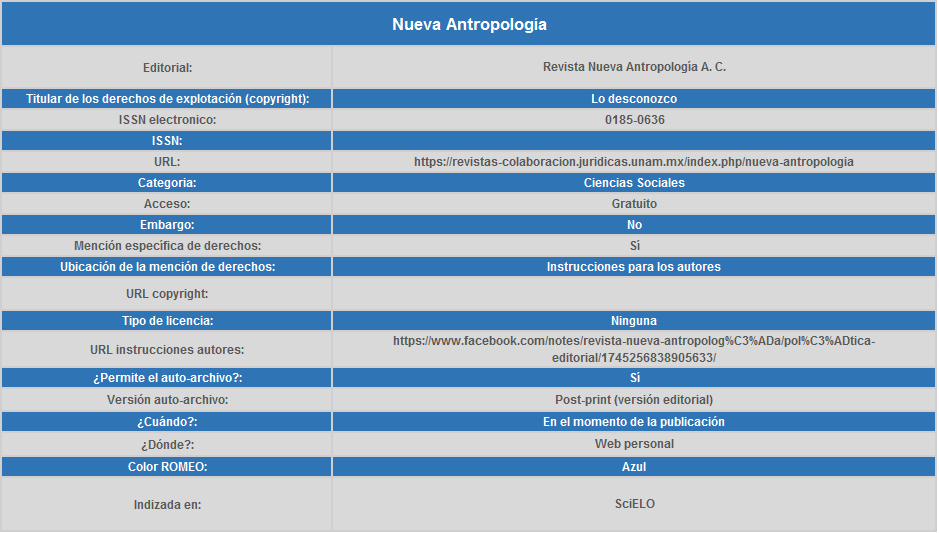 Nueva Antropología
Editorial: Revista Nueva Antropología A. C.
Titular de los derechos de explotación (copyright): Lo desconozco
ISSN electronico: 0185-0636
ISSN:
URL: https://revistas-colaboracion.juridicas.unam.mx/index.php/nueva-antropologia
Categoria: Ciencias Sociales
Acceso: Gratuito
Embargo: No
Mención específica de derechos: Sí
Ubicación de la mención de derechos: Instrucciones para los autores
URL copyright:
Tipo de licencia: Ninguna
URL instrucciones autores: https://www.facebook.com/notes/revista-nueva-antropolog%C3%ADa/pol%C3%ADtica-
editorial/1745256838905633/
¿Permite el auto-archivo?: Sí
Versión auto-archivo: Post-print (versión editorial)
¿Cuándo?: En el momento de la publicación
¿Dónde?: Web personal
Color ROMEO: Azul
Indizada en: SciELO